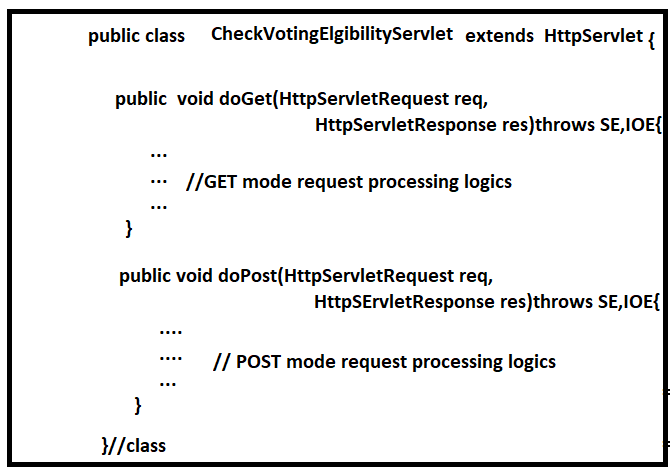 public class CheckVotingElgibilityServlet extends HttpServlet {
public void doGet(HttpServletRequest req,
HttpServletResponse res)throws SE,IOE{
...
... //GET mode request processing logics
...
}
public void doPost(HttpServletRequest req,
HttpSErvletResponse res)throws SE,IOE{
....
.... // POST mode request processing logics
...
}
}//class